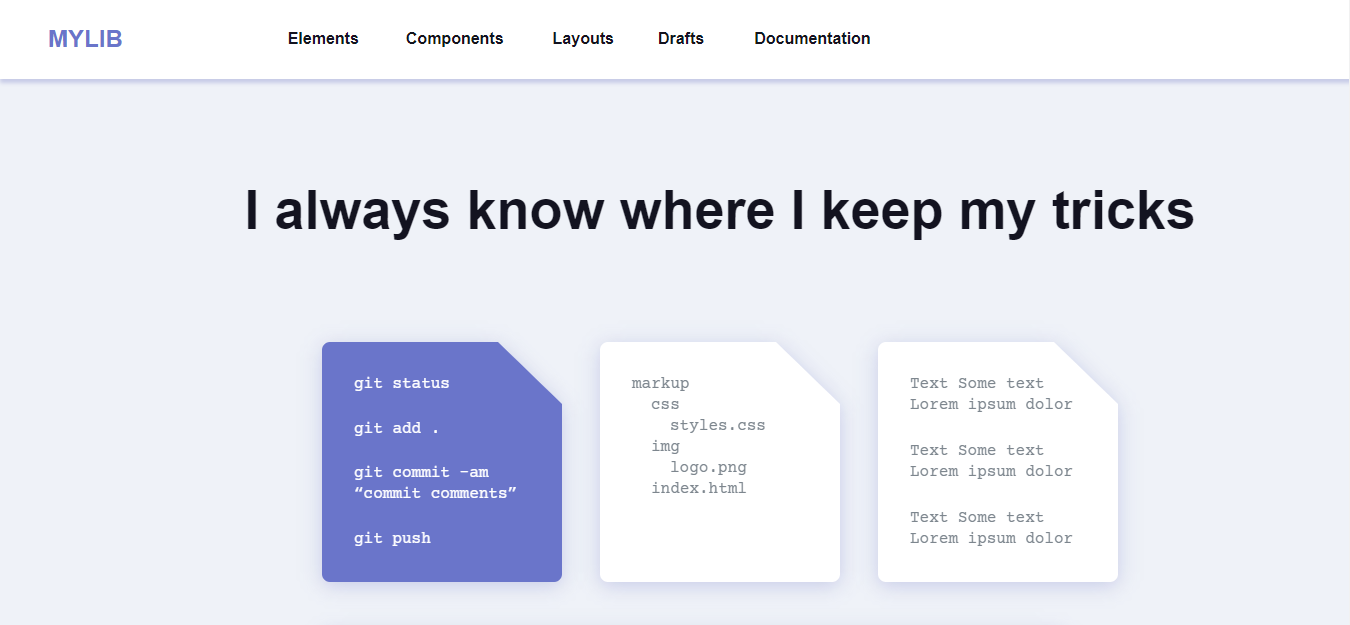 MYLIB
Elements Components Layouts Drafts Documentation
I always know where I keep my tricks
git status
git add .
git commit -am
“commit comments”
git push
markup
css
styles.css
img
logo.png
index.html
Text Some text
Lorem ipsum dolor
Text Some text
Lorem ipsum dolor
Text Some text
Lorem ipsum dolor